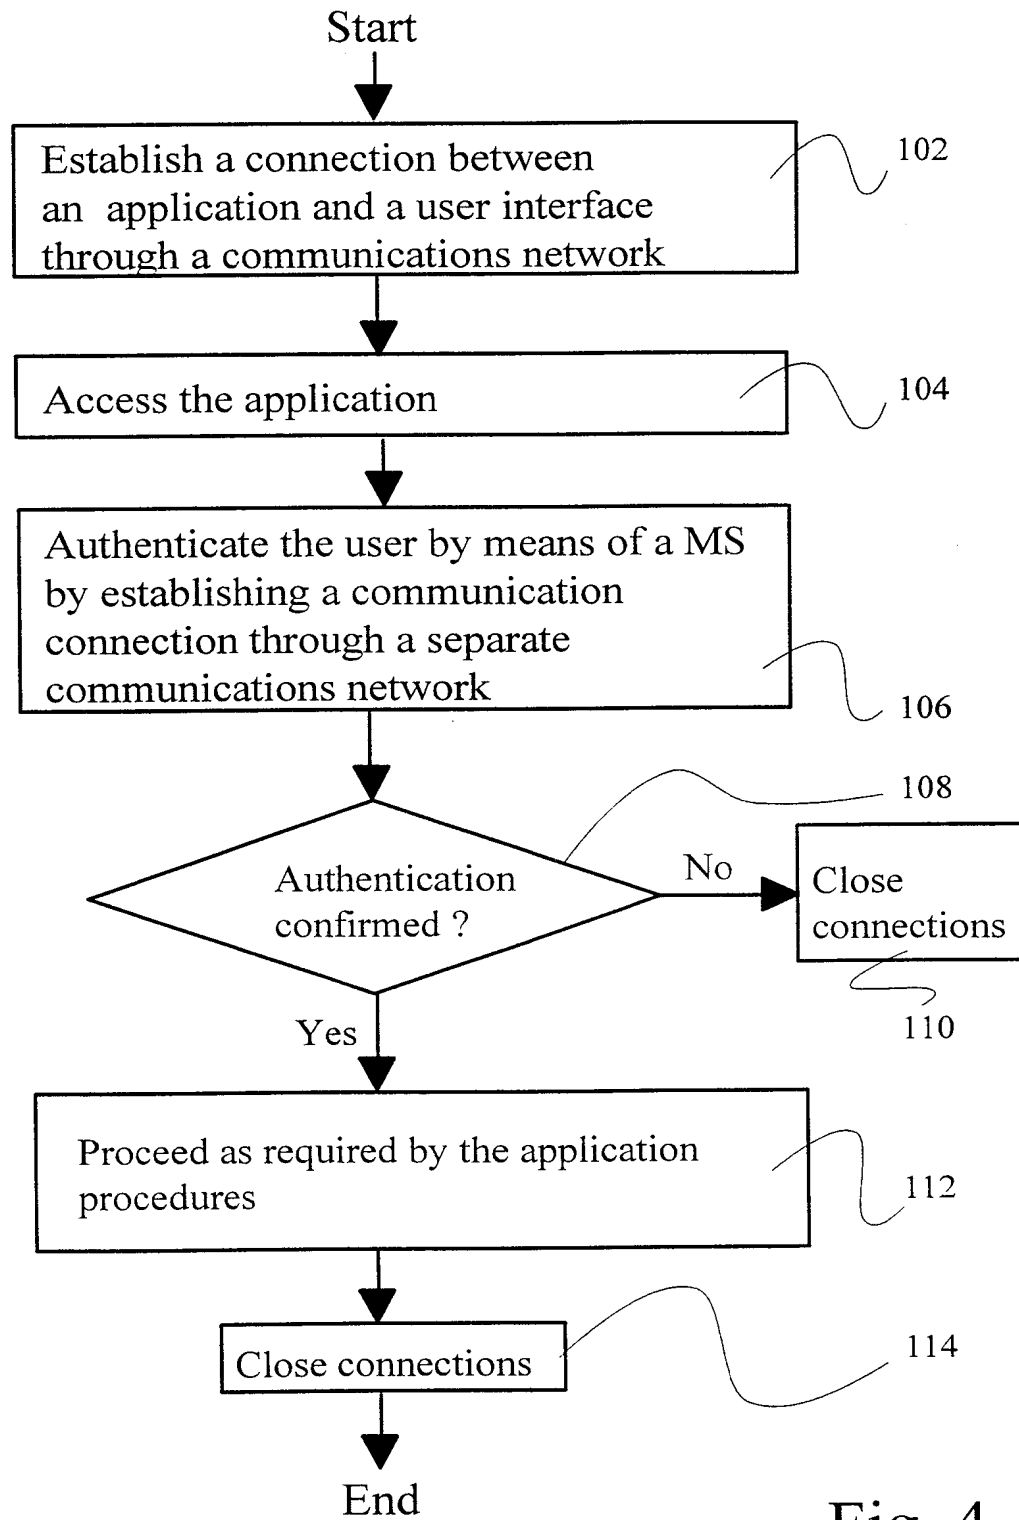 Start
Establish a connection between
an application and a user interface
through a communications network
102
Access the application
104
Authenticate the user by means of a MS
by establishing a communication
connection through a separate
communications network
106
108
Authentication
confirmed ?
No
Close
connections
110
Yes
Proceed as required by the application
procedures
112
Close connections
114
End
Fig. 4